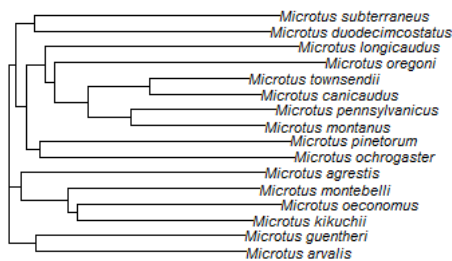 Microtus subterraneus
Microtus duodecimcostatus
Microtus longicaudus
Microtus oregoni
Microtus townsendii
Microtus canicaudus
Microtus pennsylvanicus
Microtus montanus
Microtus pinetorum
Microtus ochrogaster
Microtus agrestis
Microtus montebelli
Microtus oeconomus
Microtus kikuchii
Microtus guentheri
Microtus arvalis